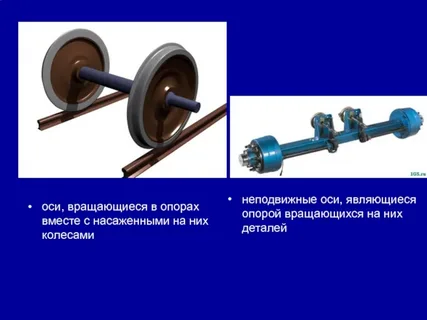 • оси, вращающиеся в опорах
вместе с насаженными на них
колесами
• неподвижные оси, являющиеся
опорой вращающихся на них
деталей